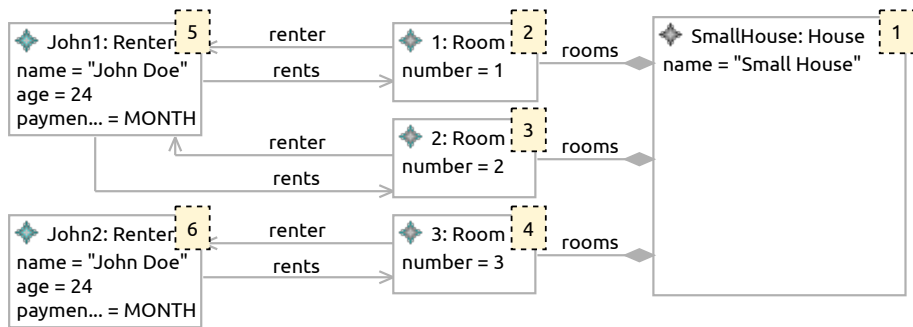 John1: Renter
5
name = "John Doe"
age = 24
paymen... = MONTH
renter
rents
1: Room
2
number = 1
rooms
SmallHouse: House
1
name = "Small House"
renter
rents
2: Room
3
number = 2
rooms
John2: Renter
6
name = "John Doe"
age = 24
paymen... = MONTH
renter
rents
3: Room
4
number = 3
rooms